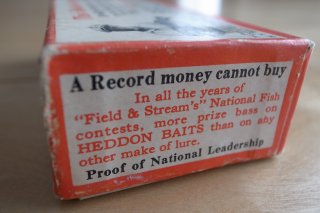 A Record money cannot buy
In all the years of
"Field & Stream's" National Fish
contests, more prize bass on
HEDDON BAITS than on any
other make of lure.
Proof of National Leadership